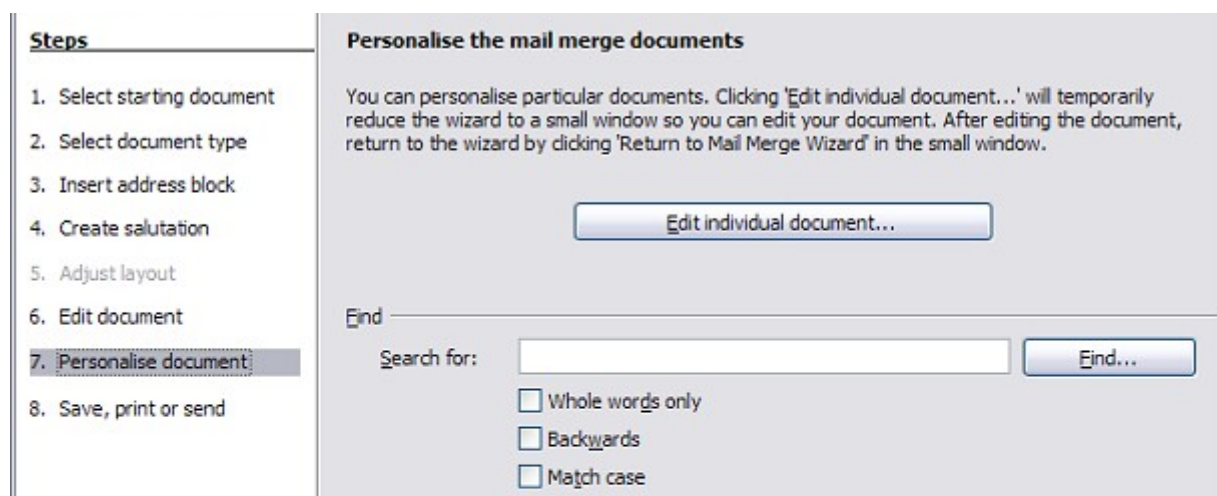 Steps
1. Select starting document
2. Select document type
3. Insert address block
4. Create salutation
5. Adjust layout
6. Edit document
7. Personalise document
8. Save, print or send
Personalise the mail merge documents
You can personalise particular documents. Clicking 'Edit individual document...' will temporarily
reduce the wizard to a small window so you can edit your document. After editing the document,
return to the wizard by clicking 'Return to Mail Merge Wizard' in the small window.
Edit individual document...
Find
Search for:
Find...
Whole words only
Backwards
Match case